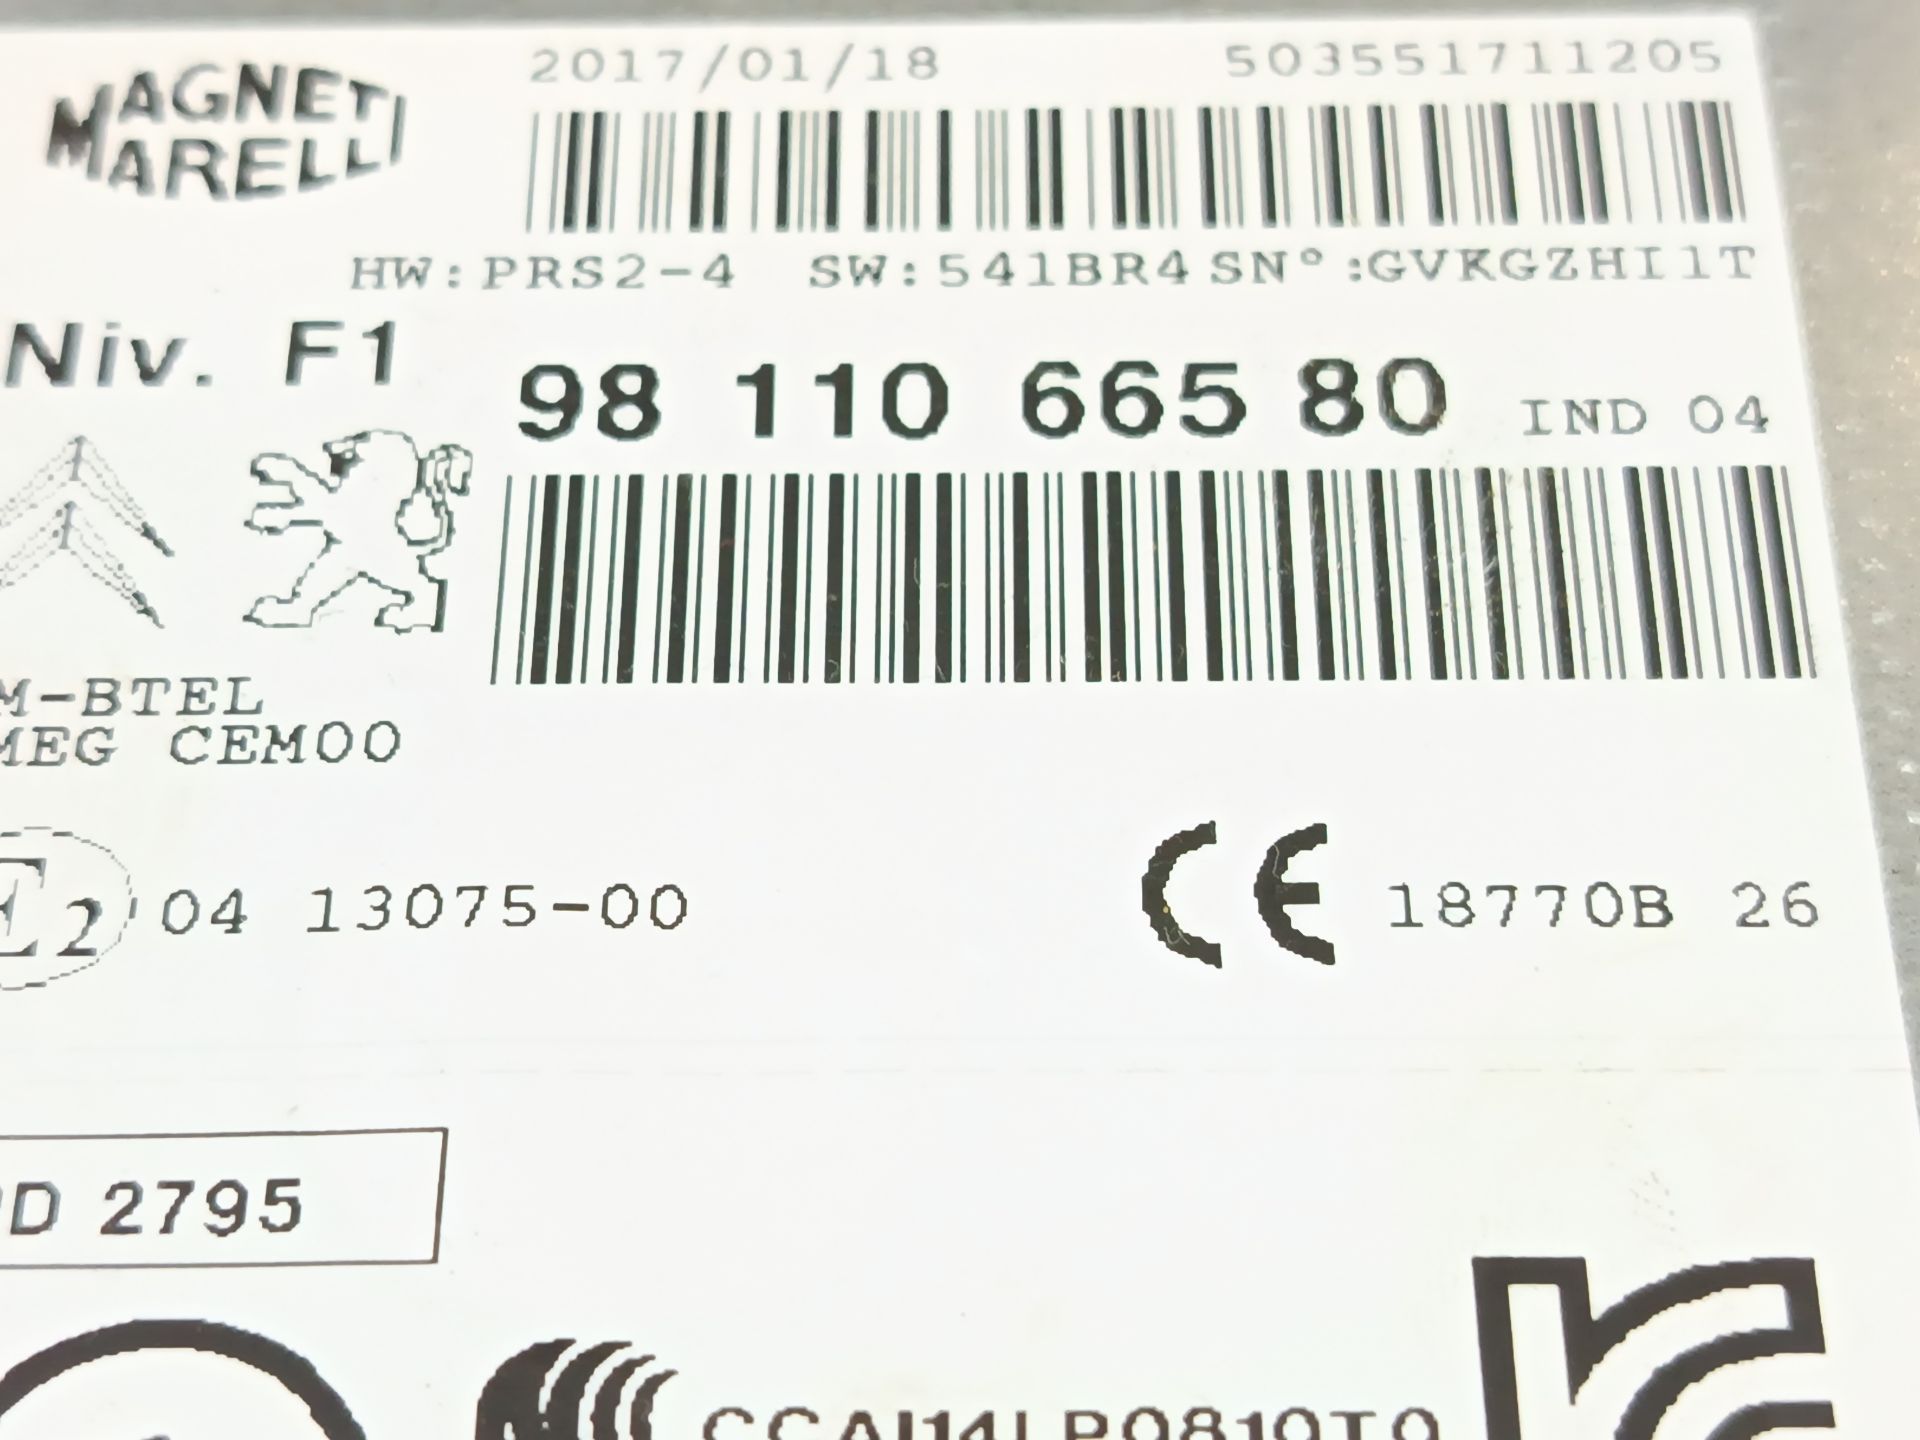 MAGNETI
MARELLI
2017/01/18 503551711205
HW:PRS2-4 SW:541BR4 SN°:GVKGZHI1T
Niv. F1
98 110 665 80 IND 04
M-BTEL
MEG CEM00
E2 04 13075-00
CE 18770B 26
D 2795